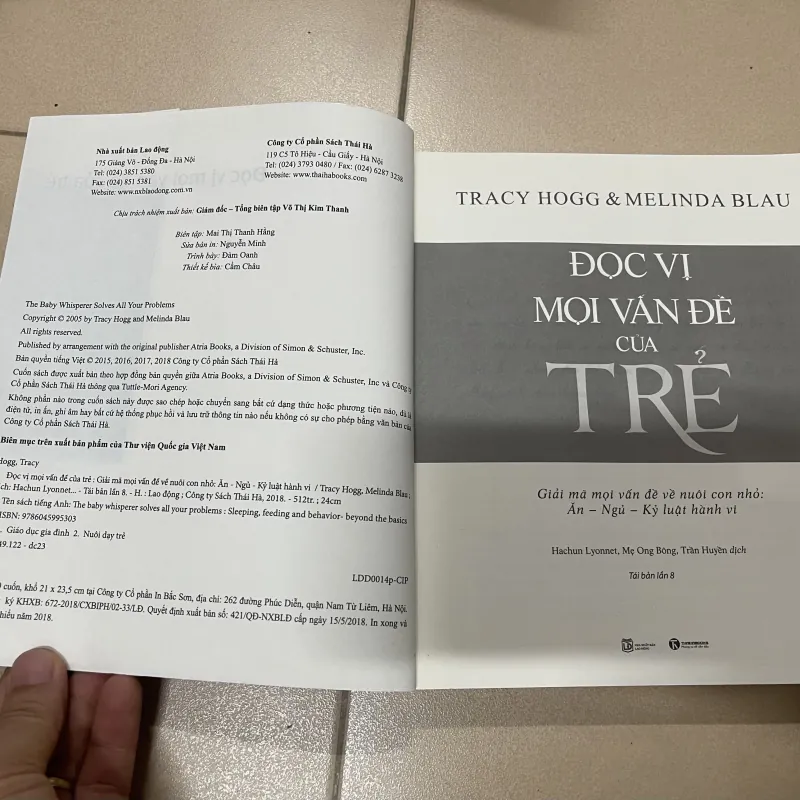 Nhà xuất bản Lao động
175 Giảng Võ - Đống Đa - Hà Nội
Tel: (024) 3851 5380
Fax: (024) 851 5381
Website: www.nxblaodong.com.vn
Công ty Cổ phần Sách Thái Hà
119 C5 Tô Hiệu - Cầu Giấy - Hà Nội
Tel: (024) 3793 0480 / Fax: (024) 6287 3238
Website: www.thaihabooks.com
Chịu trách nhiệm xuất bản: Giám đốc – Tổng biên tập Võ Thị Kim Thanh
Biên tập: Mai Thị Thanh Hằng
Sửa bản in: Nguyễn Minh
Trình bày: Đàm Oanh
Thiết kế bìa: Cẩm Châu
The Baby Whisperer Solves All Your Problems
Copyright © 2005 by Tracy Hogg and Melinda Blau
All rights reserved.
Published by arrangement with the original publisher Atria Books, a Division of Simon & Schuster, Inc.
Bản quyền tiếng Việt © 2015, 2016, 2017, 2018 Công ty Cổ phần Sách Thái Hà
Cuốn sách được xuất bản theo hợp đồng bản quyền giữa Atria Books, a Division of Simon & Schuster, Inc và Công ty
Cổ phần Sách Thái Hà thông qua Tuttle-Mori Agency.
Không phần nào trong cuốn sách này được sao chép hoặc chuyển sang bất cứ dạng thức hoặc phương tiện nào, dù là
điện tử, in ấn, ghi âm hay bất cứ hệ thống phục hồi và lưu trữ thông tin nào nếu không có sự cho phép bằng văn bản của
Công ty Cổ phần Sách Thái Hà.
Biên mục trên xuất bản phẩm của Thư viện Quốc gia Việt Nam
Hogg, Tracy
Đọc vị mọi vấn đề của trẻ : Giải mã mọi vấn đề về nuôi con nhỏ: Ăn - Ngủ - Kỷ luật hành vi / Tracy Hogg, Melinda Blau ;
ch: Hachun Lyonnet... - Tái bản lần 8. - H. : Lao động ; Công ty Sách Thái Hà, 2018. - 512tr. ; 24cm
Tên sách tiếng Anh: The baby whisperer solves all your problems : Sleeping, feeding and behavior- beyond the basics
ISBN: 9786045995303
. Giáo dục gia đình 2. Nuôi dạy trẻ
49.122 - dc23
LDD0014p-CIP
cuốn, khổ 21 x 23,5 cm tại Công ty Cổ phần In Bắc Sơn, địa chỉ: 262 đường Phúc Diễn, quận Nam Từ Liêm, Hà Nội.
ký KHXB: 672-2018/CXBIPH/02-33/LĐ. Quyết định xuất bản số: 421/QĐ-NXBLĐ cấp ngày 15/5/2018. In xong và
chiểu năm 2018.
TRACY HOGG & MELINDA BLAU
ĐỌC VỊ
MỌI VẤN ĐỀ
CỦA
TRẺ
Giải mã mọi vấn đề về nuôi con nhỏ:
Ăn – Ngủ – Kỷ luật hành vi
Hachun Lyonnet, Mẹ Ong Bông, Trần Huyền dịch
Tái bản lần 8